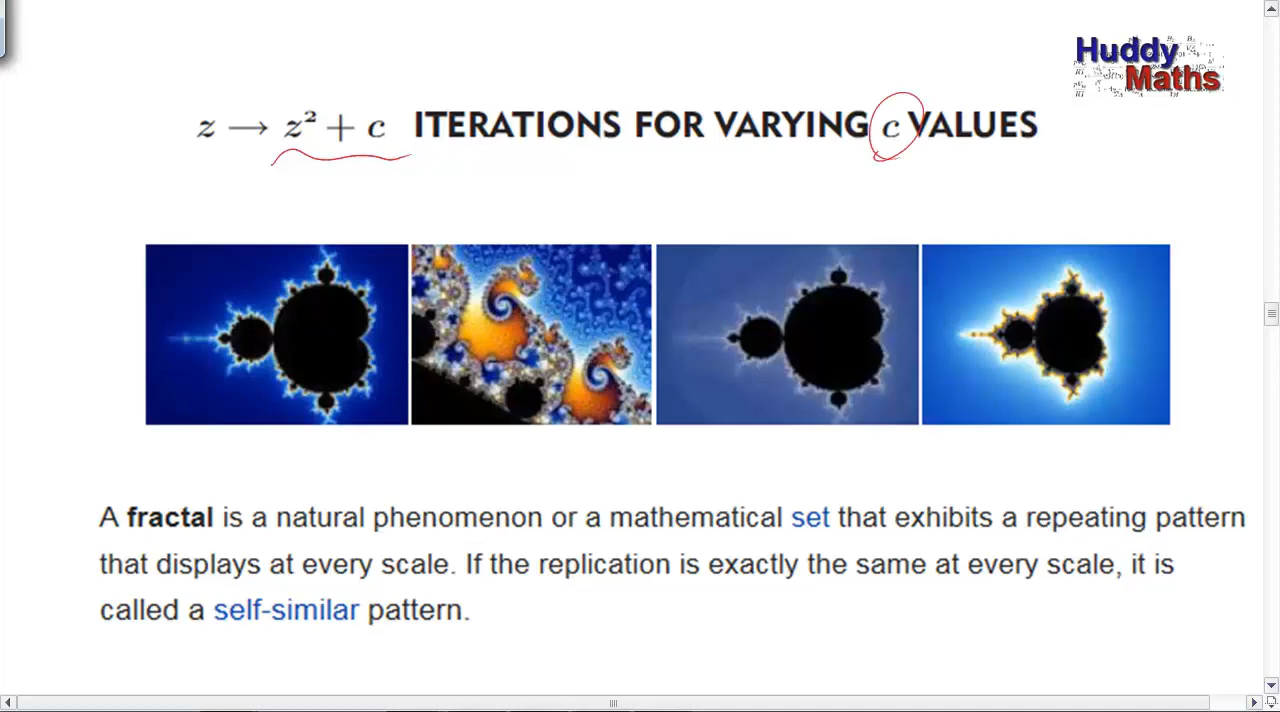 Huddy
Maths
z → z² + c ITERATIONS FOR VARYING c VALUES
A fractal is a natural phenomenon or a mathematical set that exhibits a repeating pattern
that displays at every scale. If the replication is exactly the same at every scale, it is
called a self-similar pattern.